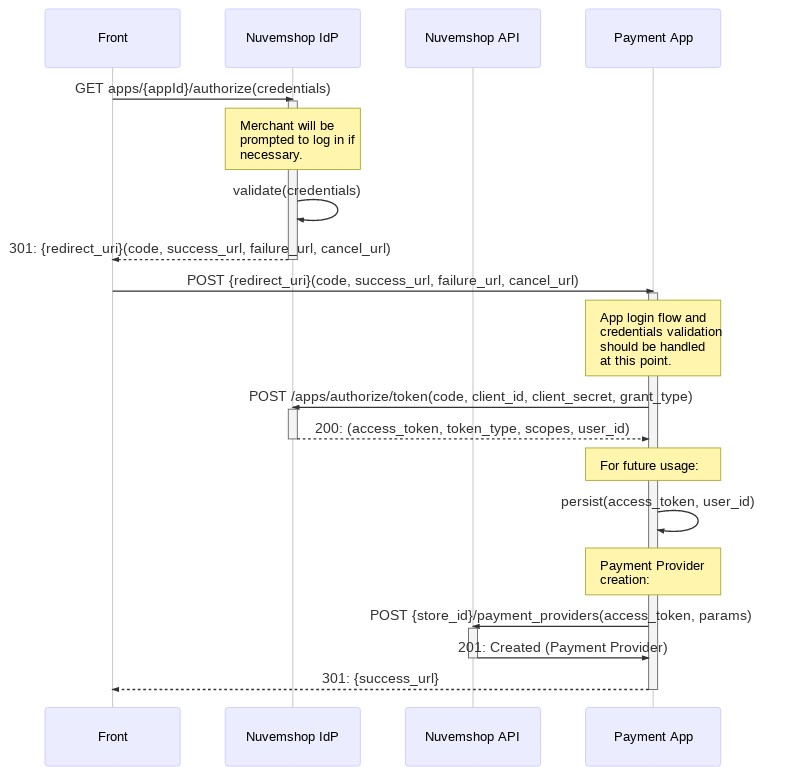 Front
Nuvemshop IdP
Nuvemshop API
Payment App
GET apps/{appId}/authorize(credentials)
Merchant will be
prompted to log in if
necessary.
validate(credentials)
301: {redirect_uri}(code, success_url, failure_url, cancel_url)
POST {redirect_uri}(code, success_url, failure_url, cancel_url)
App login flow and
credentials validation
should be handled
at this point.
POST /apps/authorize/token(code, client_id, client_secret, grant_type)
200: (access_token, token_type, scopes, user_id)
For future usage:
persist(access_token, user_id)
Payment Provider
creation:
POST {store_id}/payment_providers(access_token, params)
201: Created (Payment Provider)
301: {success_url}
Front
Nuvemshop IdP
Nuvemshop API
Payment App